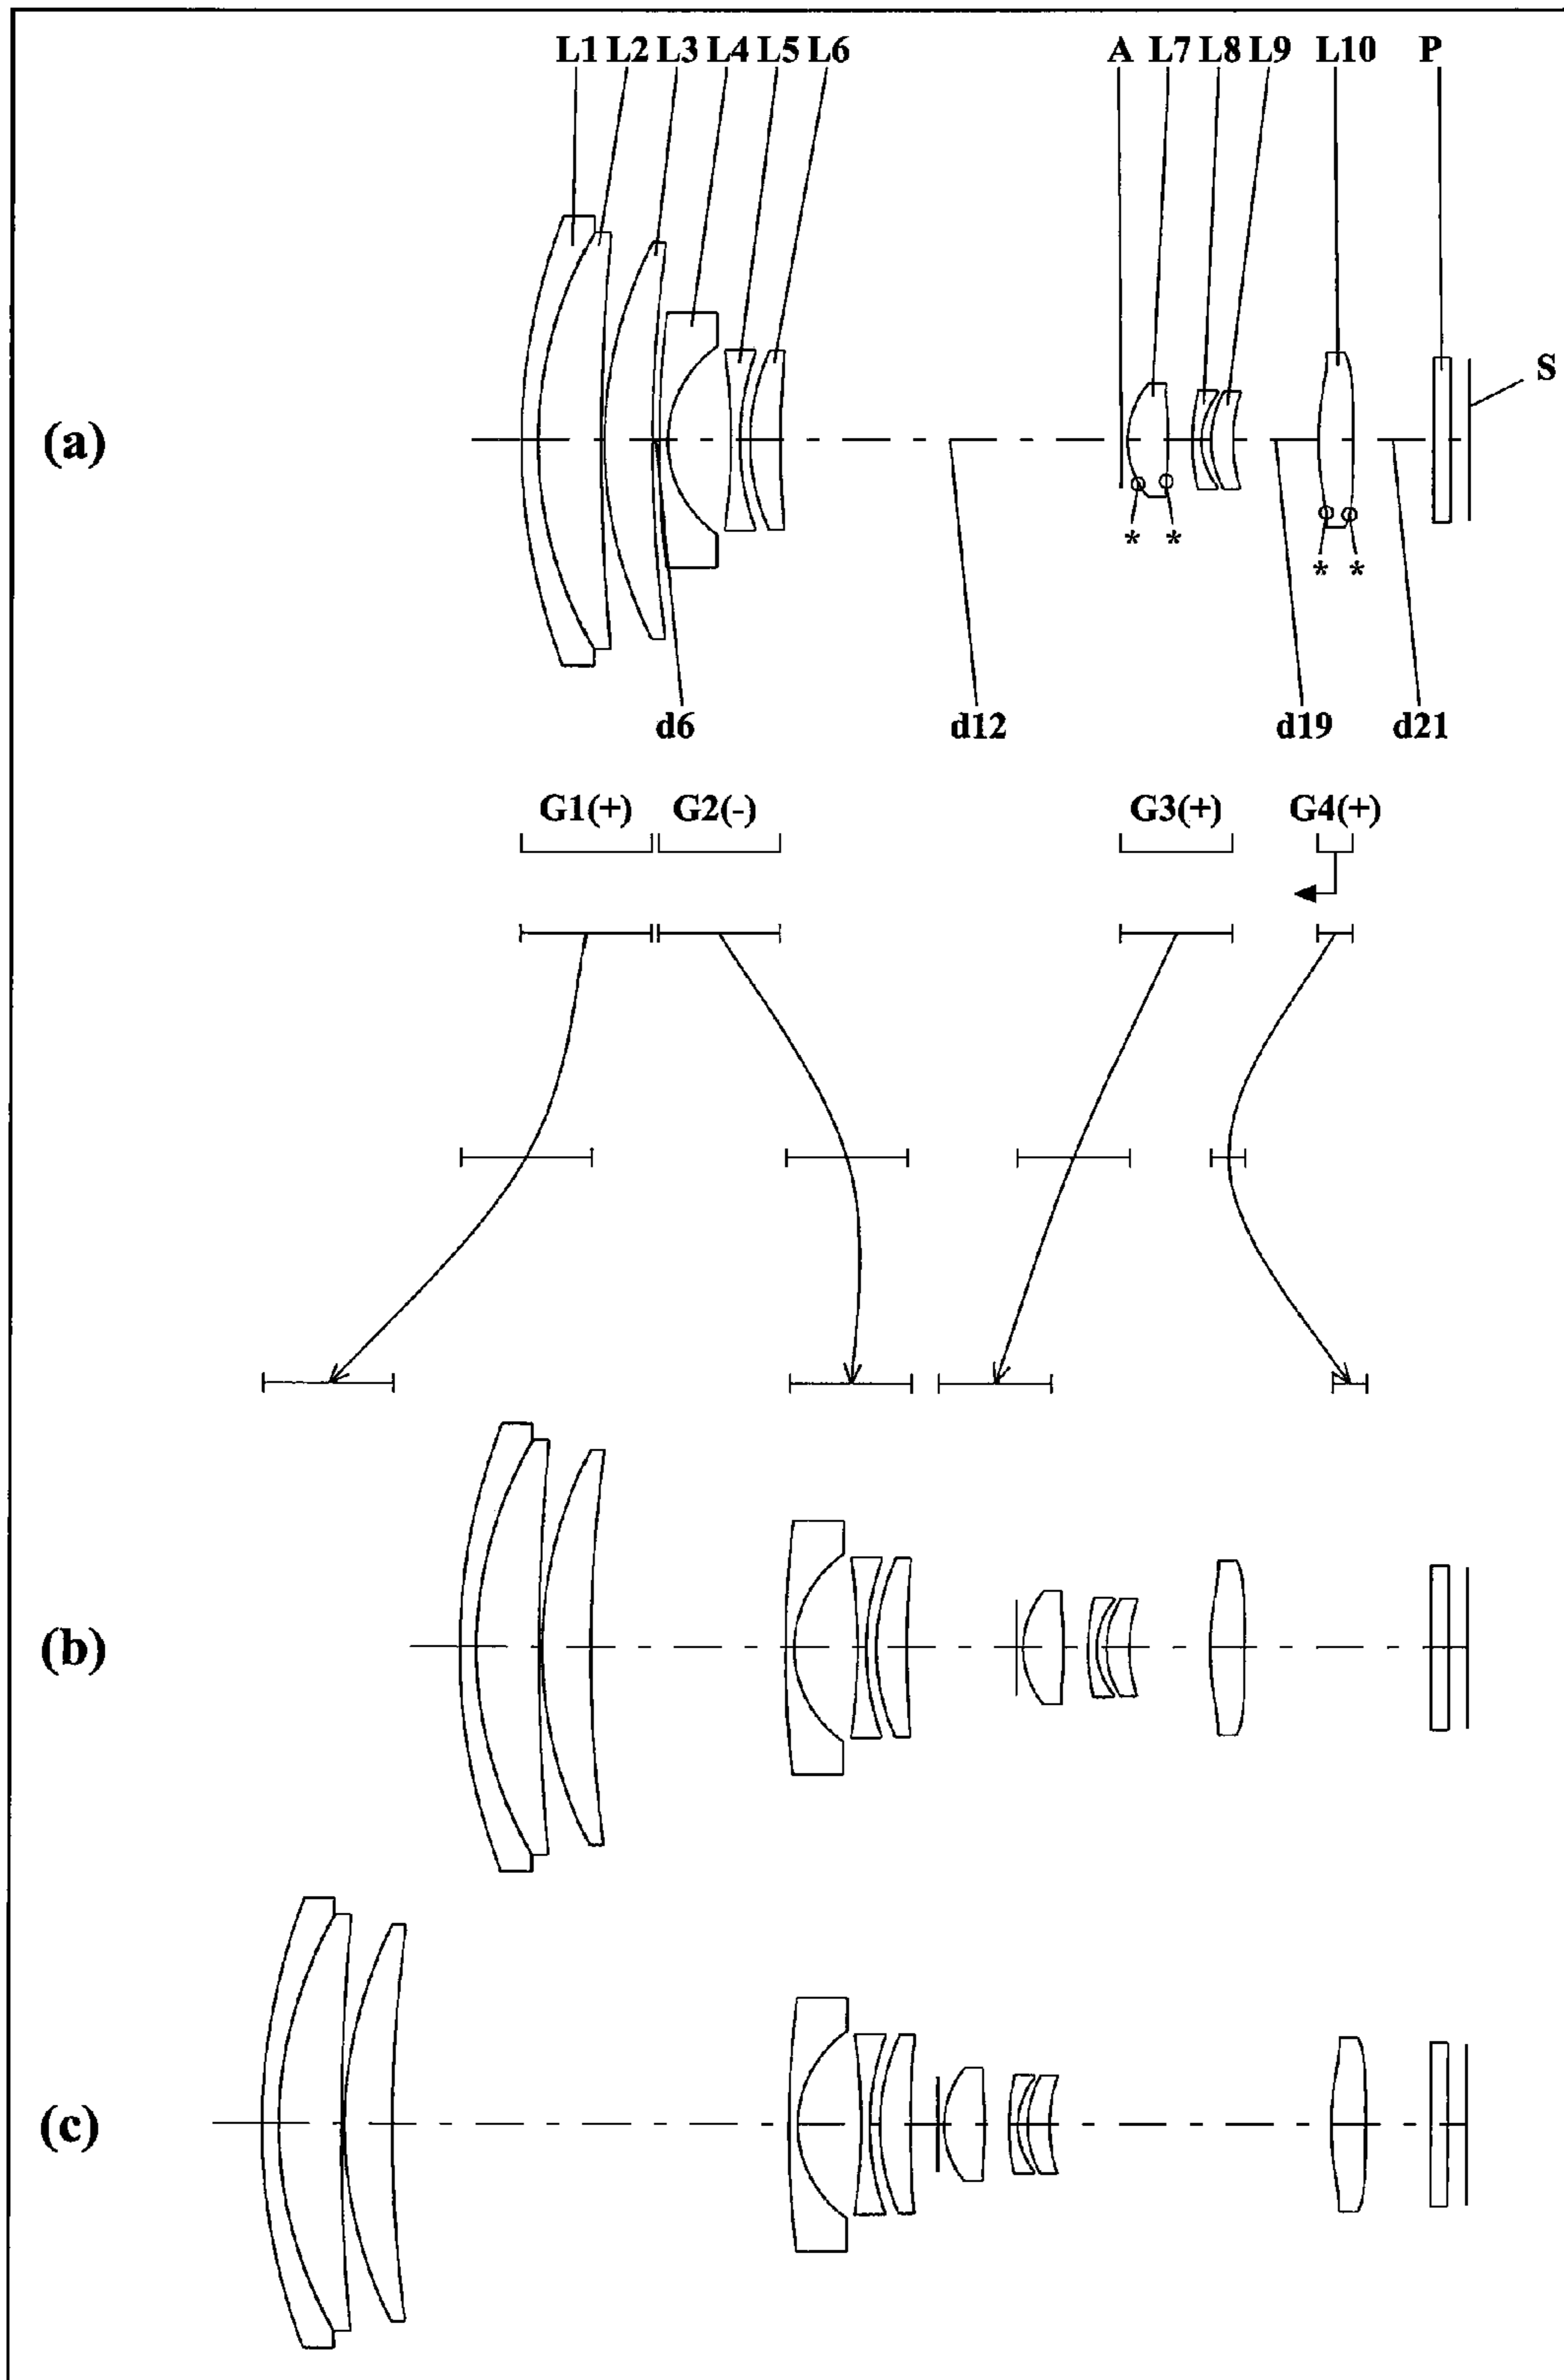 L1 L2 L3 L4 L5 L6 A L7 L8 L9 L10 P
S
(a)
* *
* *
d6 d12 d19 d21
G1(+) G2(-) G3(+) G4(+)
(b)
(c)